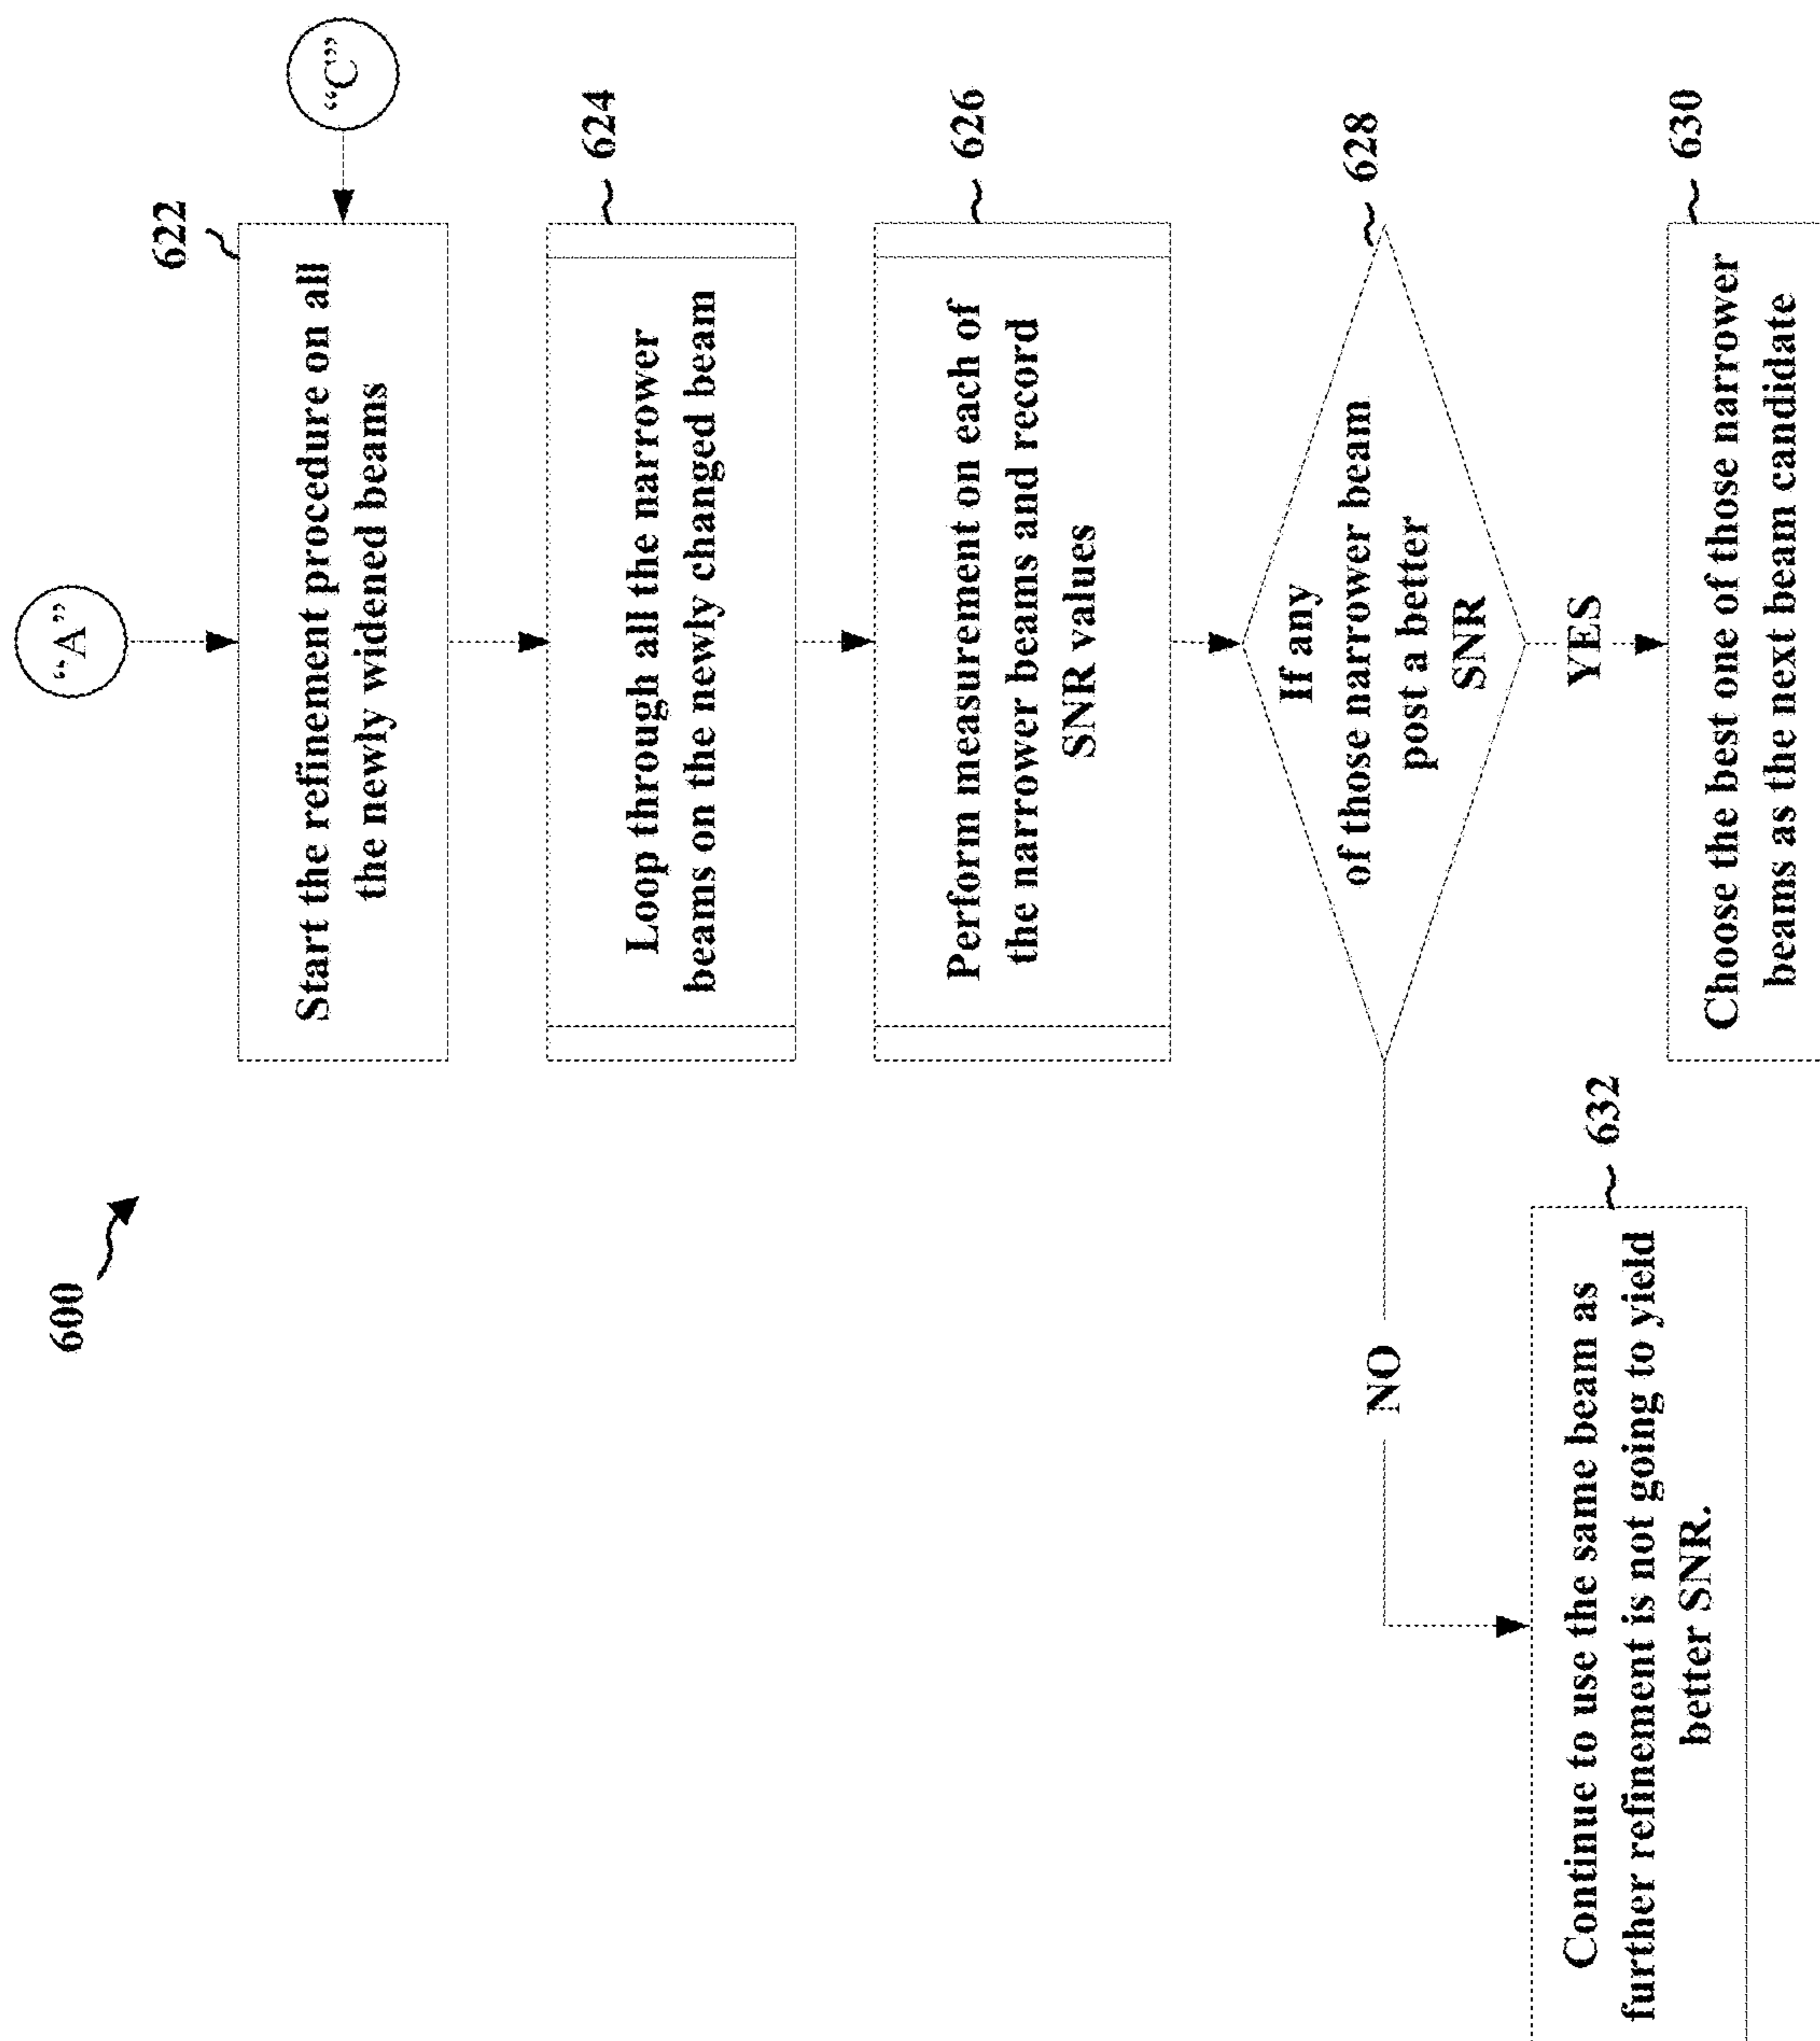 600
“A”
“C”
622
Start the refinement procedure on all
the newly widened beams
624
Loop through all the narrower
beams on the newly changed beam
626
Perform measurement on each of
the narrower beams and record
SNR values
628
If any
of those narrower beam
post a better
SNR
NO
YES
632
Continue to use the same beam as
further refinement is not going to yield
better SNR.
630
Choose the best one of those narrower
beams as the next beam candidate